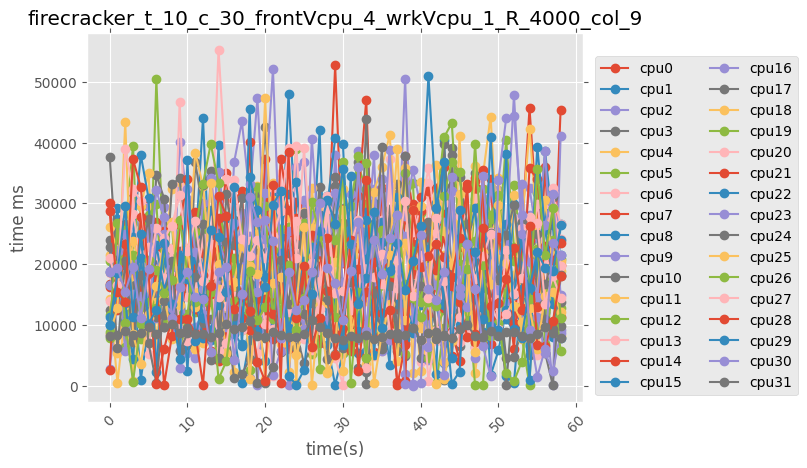 firecracker_t_10_c_30_frontVcpu_4_wrkVcpu_1_R_4000_col_9
time ms
50000
40000
30000
20000
10000
0
0
10
20
30
40
50
60
time(s)
cpu0
cpu1
cpu2
cpu3
cpu4
cpu5
cpu6
cpu7
cpu8
cpu9
cpu10
cpu11
cpu12
cpu13
cpu14
cpu15
cpu16
cpu17
cpu18
cpu19
cpu20
cpu21
cpu22
cpu23
cpu24
cpu25
cpu26
cpu27
cpu28
cpu29
cpu30
cpu31